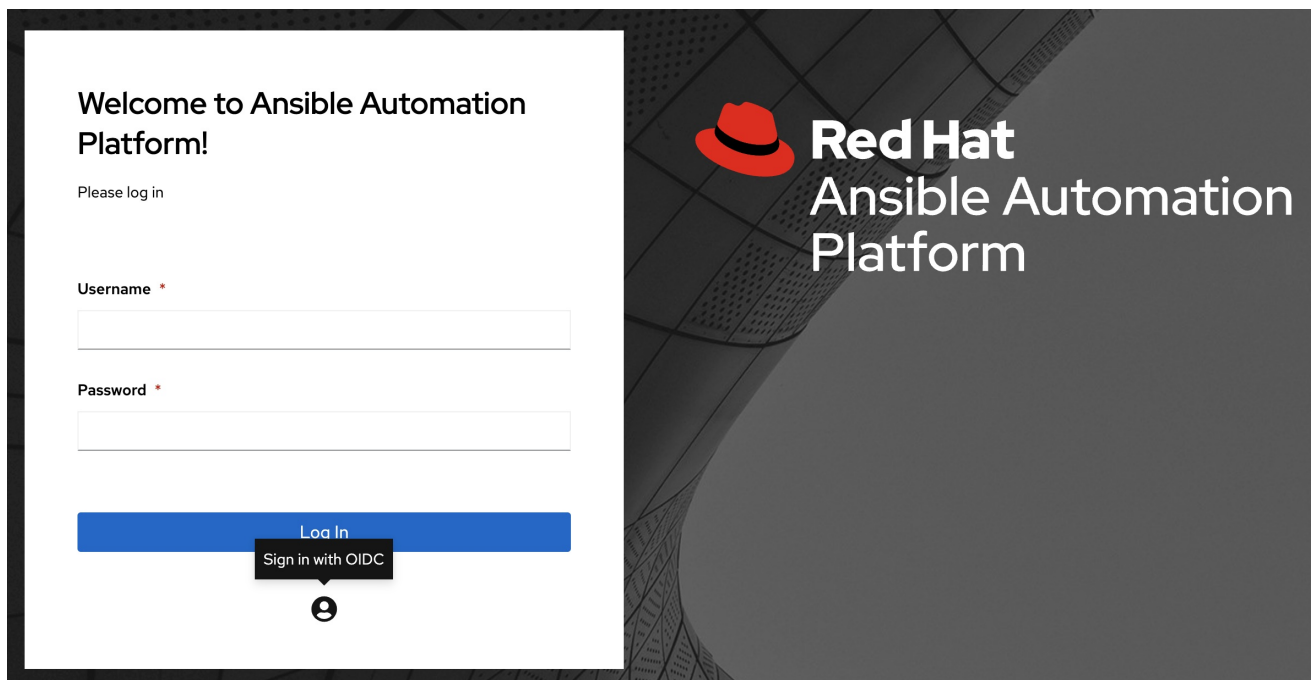 Welcome to Ansible Automation
Platform!
Please log in
Username *
Password *
Log In
Sign in with OIDC
Red Hat
Ansible Automation
Platform